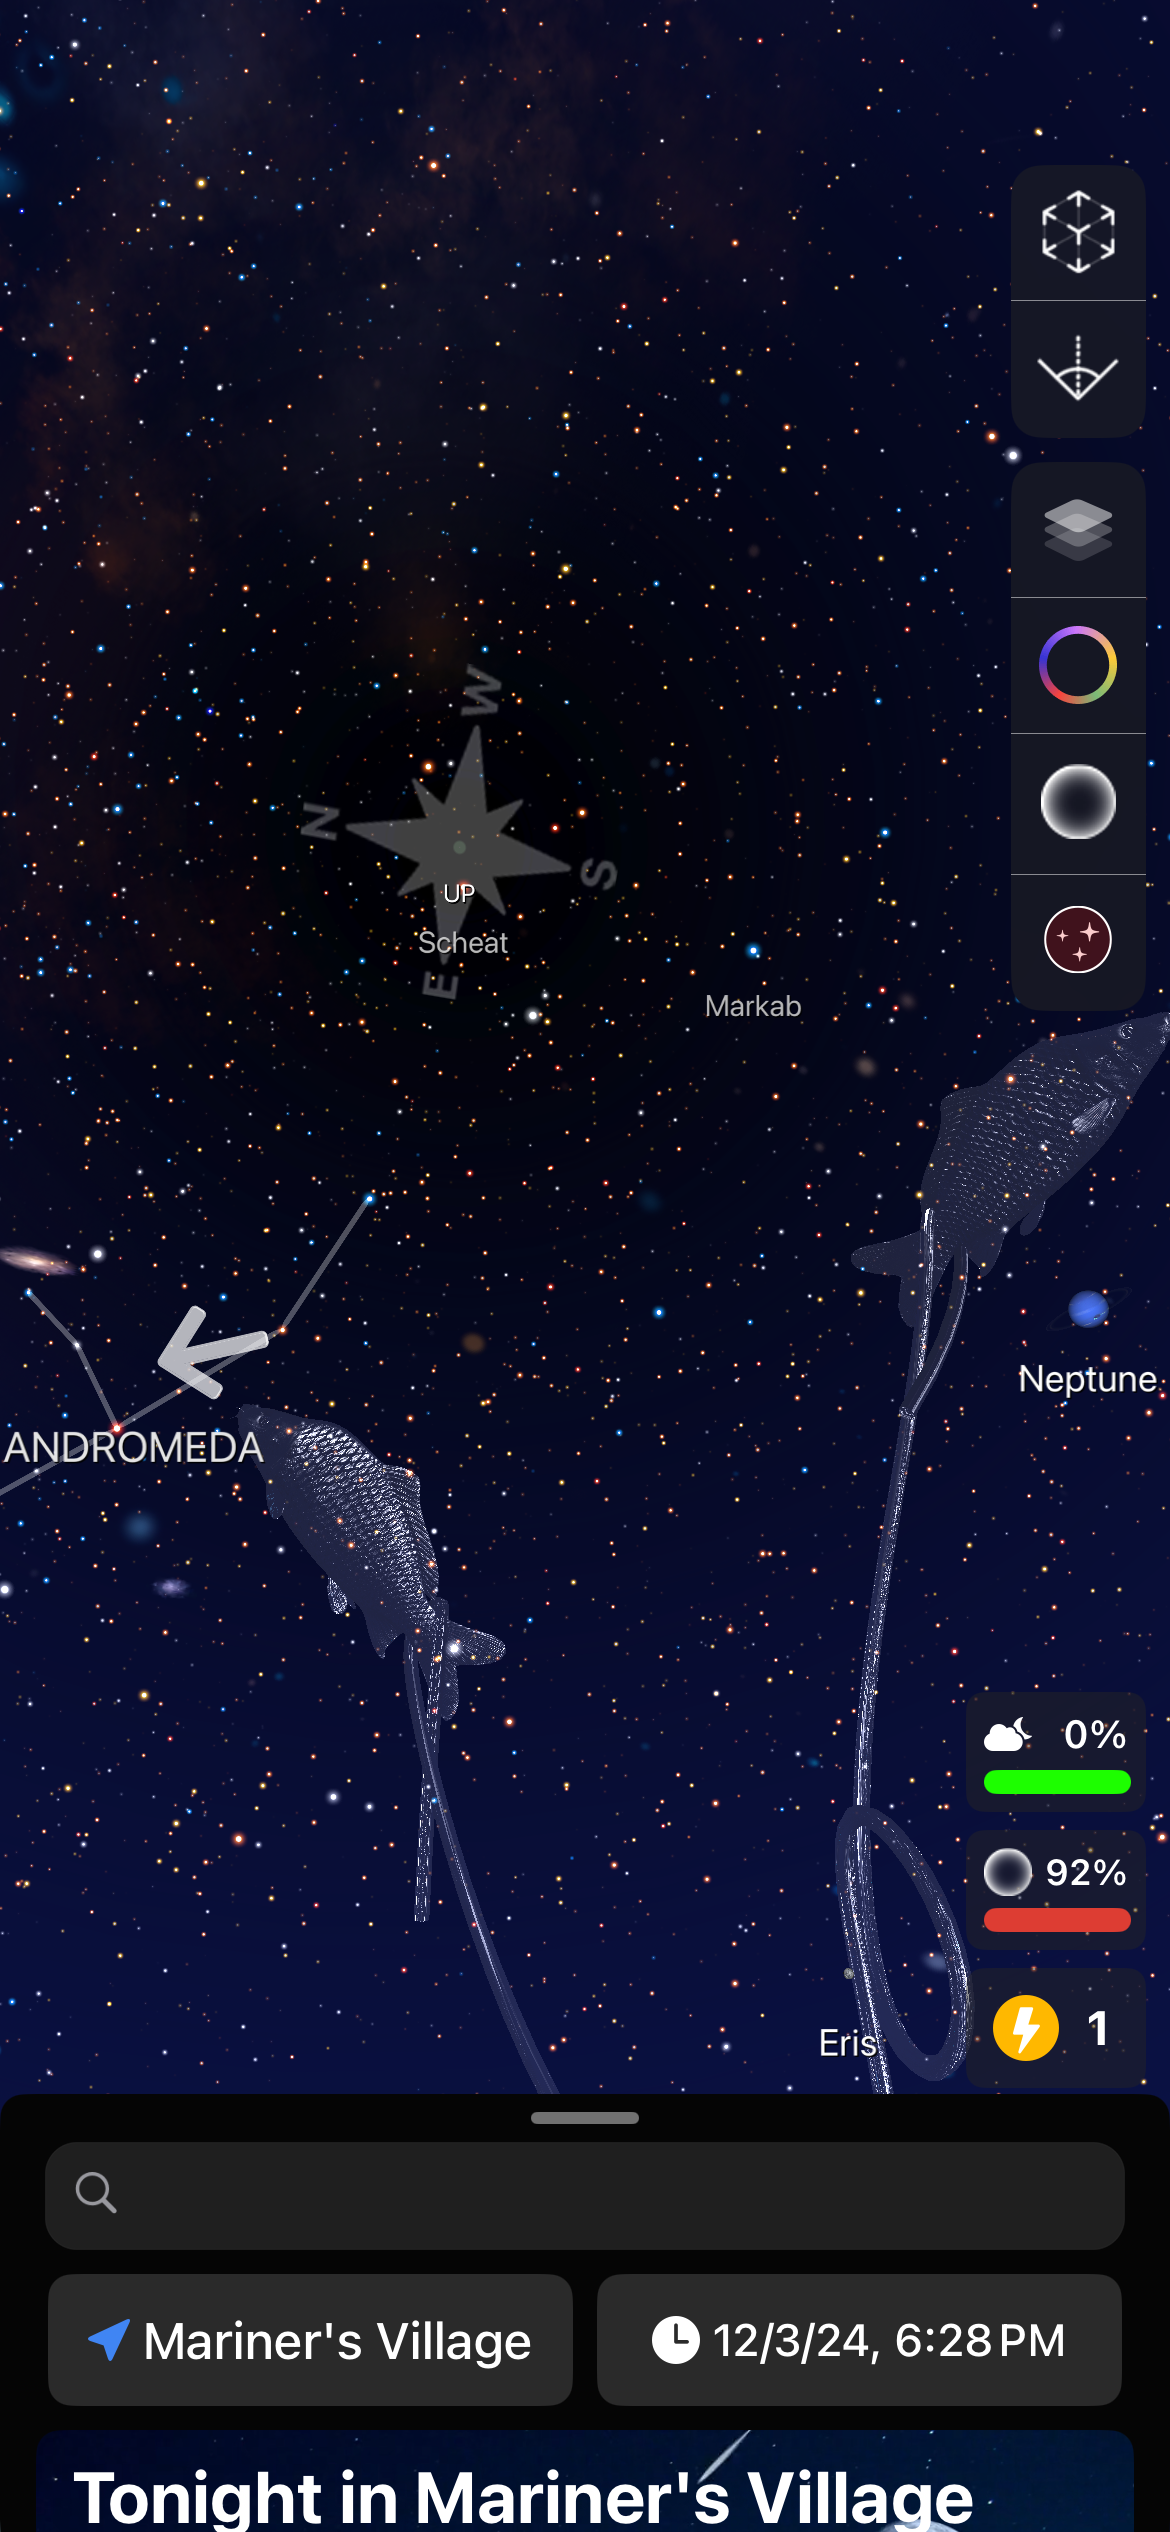 W
N
S
UP
Scheat
E
Markab
Neptune
ANDROMEDA
0%
92%
Eris
1
Mariner's Village
12/3/24, 6:28 PM
Tonight in Mariner's Village